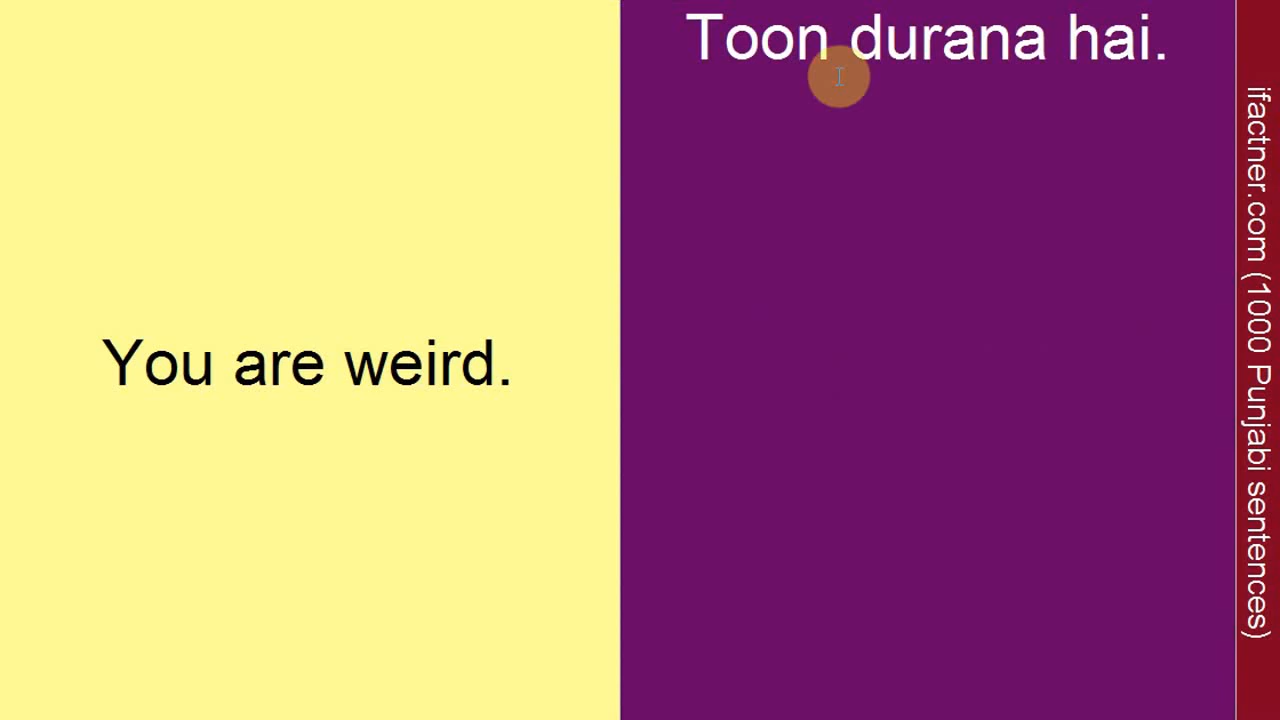 Toon durana hai.
You are weird.
ifactner.com (1000 Punjabi sentences)